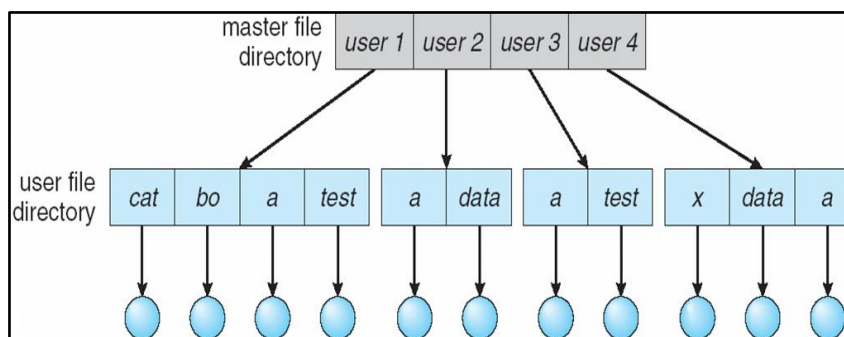 master file directory
user 1 user 2 user 3 user 4
user file directory
cat bo a test a data a test x data a